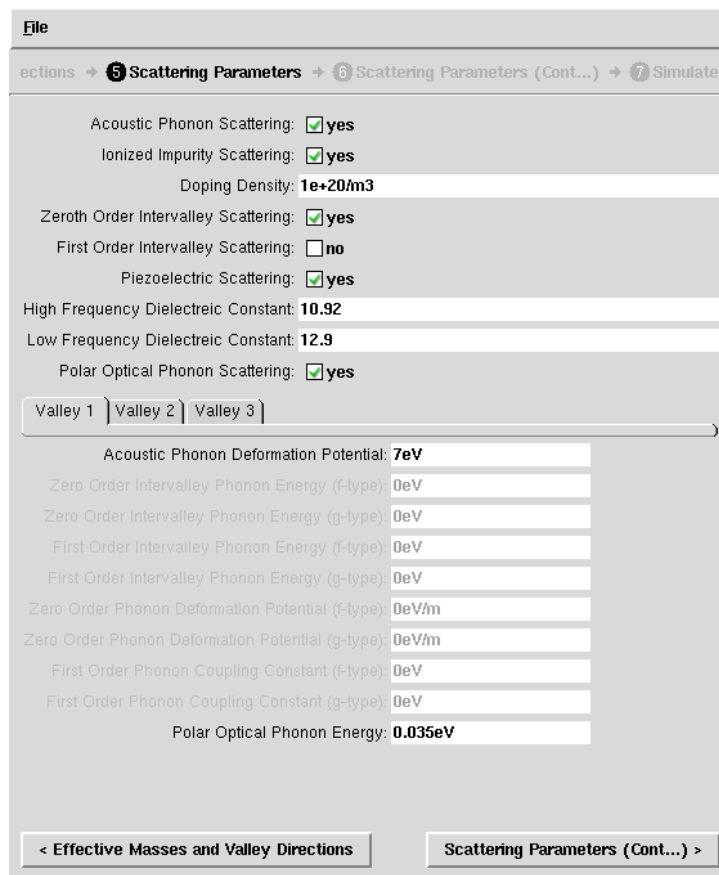 File
ections → 5 Scattering Parameters → 6 Scattering Parameters (Cont...) → 7 Simulate
Acoustic Phonon Scattering: yes
Ionized Impurity Scattering: yes
Doping Density: 1e+20/m3
Zeroth Order Intervalley Scattering: yes
First Order Intervalley Scattering: no
Piezoelectric Scattering: yes
High Frequency Dielectreic Constant: 10.92
Low Frequency Dielectreic Constant: 12.9
Polar Optical Phonon Scattering: yes
Valley 1 Valley 2 Valley 3
Acoustic Phonon Deformation Potential: 7eV
Zero Order Intervalley Phonon Energy (f-type): 0eV
Zero Order Intervalley Phonon Energy (g-type): 0eV
First Order Intervalley Phonon Energy (f-type): 0eV
First Order Intervalley Phonon Energy (g-type): 0eV
Zero Order Phonon Deformation Potential (f-type): 0eV/m
Zero Order Phonon Deformation Potential (g-type): 0eV/m
First Order Phonon Coupling Constant (f-type): 0eV
First Order Phonon Coupling Constant (g-type): 0eV
Polar Optical Phonon Energy: 0.035eV
< Effective Masses and Valley Directions Scattering Parameters (Cont...) >